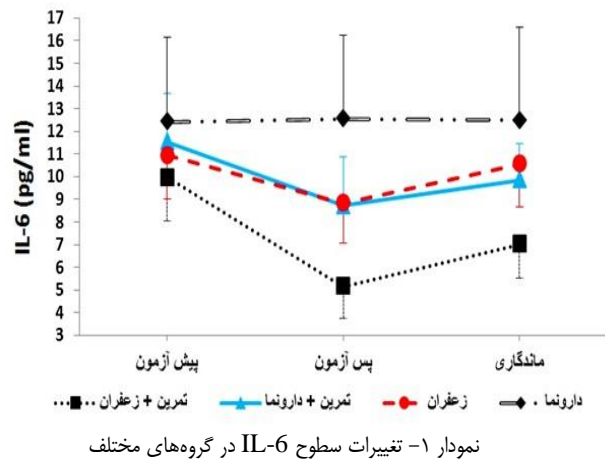 17
16
15
14
13
12
11
10
9
8
7
6
5
4
3
IL-6 (pg/ml)
پیش آزمون
پس آزمون
ماندگاری
تمرین + زعفران
تمرین + دارونما
زعفران
دارونما
نمودار ۱- تغییرات سطوح IL-6 در گروه‌های مختلف